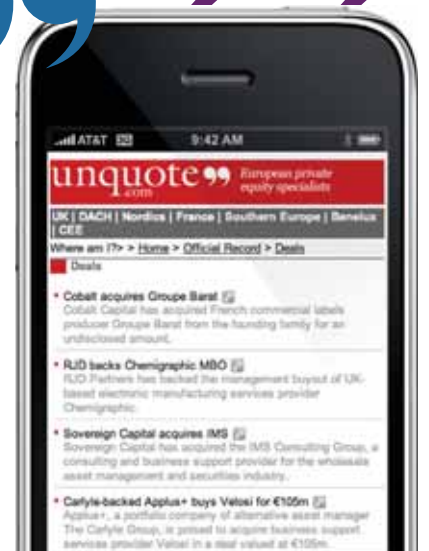 AT&T 3G 9:42 AM
unquote”
.com
European private
equity specialists
UK | DACH | Nordics | France | Southern Europe | Benelux
| CEE
Where am I?> > Home > Official Record > Deals
Deals
• Cobalt acquires Groupe Barat
Cobalt Capital has acquired French commercial labels
producer Groupe Barat from the founding family for an
undisclosed amount.
• RJD backs Chemigraphic MBO
RJD Partners has backed the management buyout of UK-
based electronic manufacturing services provider
Chemigraphic.
• Sovereign Capital acquires IMS
Sovereign Capital has acquired the IMS Consulting Group, a
consulting and business support provider for the wholesale
asset management and securities industry.
• Carlyle-backed Applus+ buys Velosi for €105m
Applus+, a portfolio company of alternative asset manager
The Carlyle Group, is poised to acquire business support
services provider Velosi in a deal valued at €105m.